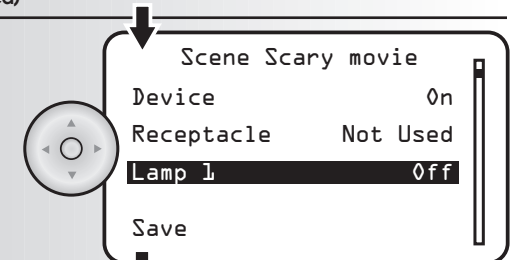 Scene Scary movie
Device On
Receptacle Not Used
Lamp 1 Off
Save